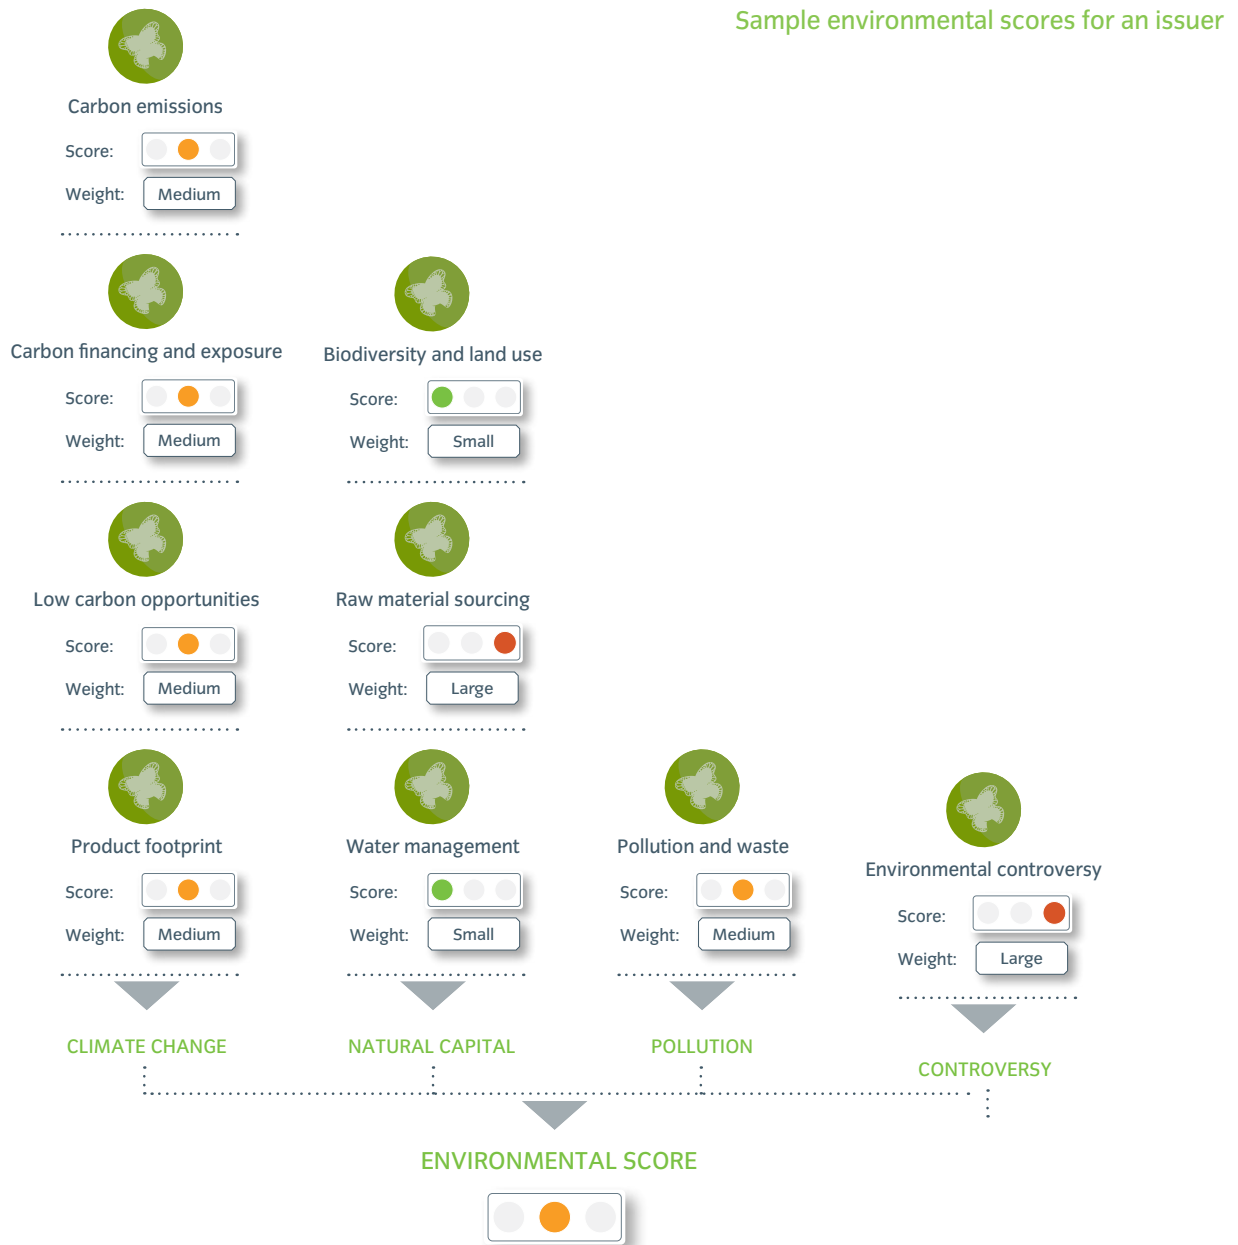 Sample environmental scores for an issuer
Carbon emissions
Score:
Weight: Medium
Carbon financing and exposure
Score:
Weight: Medium
Low carbon opportunities
Score:
Weight: Medium
Product footprint
Score:
Weight: Medium
CLIMATE CHANGE
Biodiversity and land use
Score:
Weight: Small
Raw material sourcing
Score:
Weight: Large
Water management
Score:
Weight: Small
NATURAL CAPITAL
Pollution and waste
Score:
Weight: Medium
POLLUTION
Environmental controversy
Score:
Weight: Large
CONTROVERSY
ENVIRONMENTAL SCORE